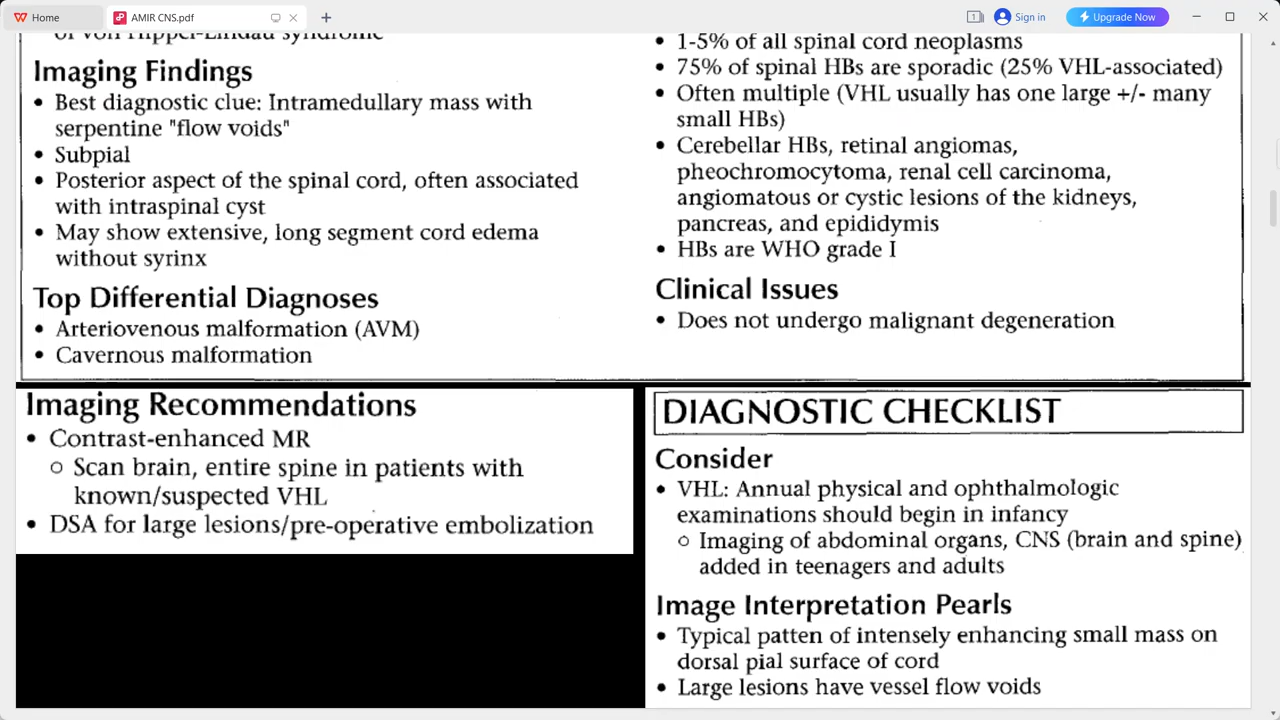 Home
AMIR CNS.pdf
1
Sign in
Upgrade Now
of von Hippel-Lindau syndrome
Imaging Findings
• Best diagnostic clue: Intramedullary mass with
serpentine "flow voids"
• Subpial
• Posterior aspect of the spinal cord, often associated
with intraspinal cyst
• May show extensive, long segment cord edema
without syrinx
Top Differential Diagnoses
• Arteriovenous malformation (AVM)
• Cavernous malformation
• 1-5% of all spinal cord neoplasms
• 75% of spinal HBs are sporadic (25% VHL-associated)
• Often multiple (VHL usually has one large +/- many
small HBs)
• Cerebellar HBs, retinal angiomas,
pheochromocytoma, renal cell carcinoma,
angiomatous or cystic lesions of the kidneys,
pancreas, and epididymis
• HBs are WHO grade I
Clinical Issues
• Does not undergo malignant degeneration
Imaging Recommendations
• Contrast-enhanced MR
o Scan brain, entire spine in patients with
known/suspected VHL
• DSA for large lesions/pre-operative embolization
DIAGNOSTIC CHECKLIST
Consider
• VHL: Annual physical and ophthalmologic
examinations should begin in infancy
o Imaging of abdominal organs, CNS (brain and spine)
added in teenagers and adults
Image Interpretation Pearls
• Typical patten of intensely enhancing small mass on
dorsal pial surface of cord
• Large lesions have vessel flow voids